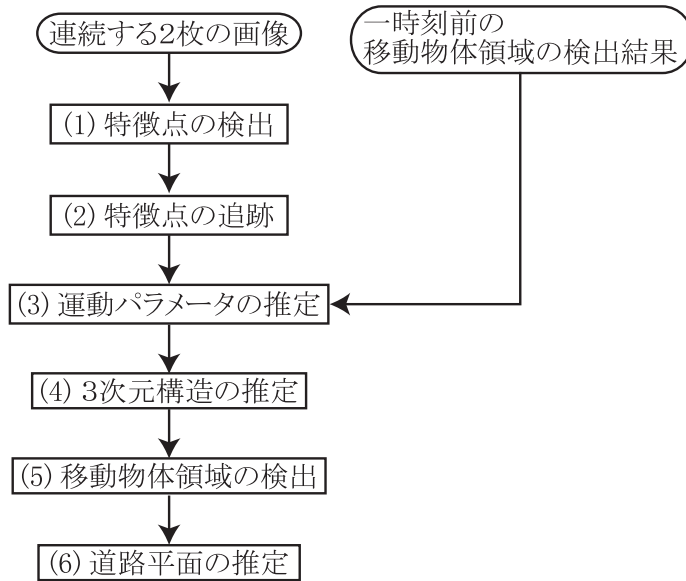 連続する2枚の画像
一時刻前の
移動物体領域の検出結果
(1) 特徴点の検出
(2) 特徴点の追跡
(3) 運動パラメータの推定
(4) 3次元構造の推定
(5) 移動物体領域の検出
(6) 道路平面の推定